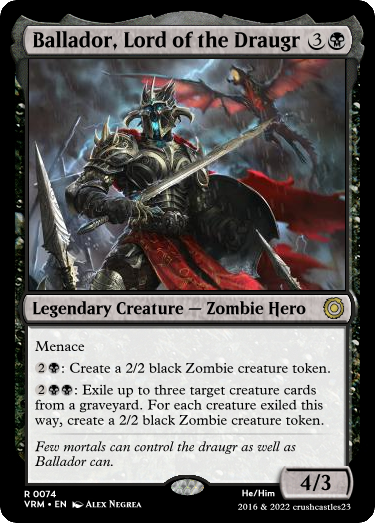 Ballador, Lord of the Draugr 3
Legendary Creature — Zombie Hero
Menace
2 : Create a 2/2 black Zombie creature token.
2 : Exile up to three target creature cards
from a graveyard. For each creature exiled this
way, create a 2/2 black Zombie creature token.
Few mortals can control the draugr as well as
Ballador can.
4/3
R 0074
VRM • EN Alex Negrea
He/Him
2016 & 2022 crushcastles23